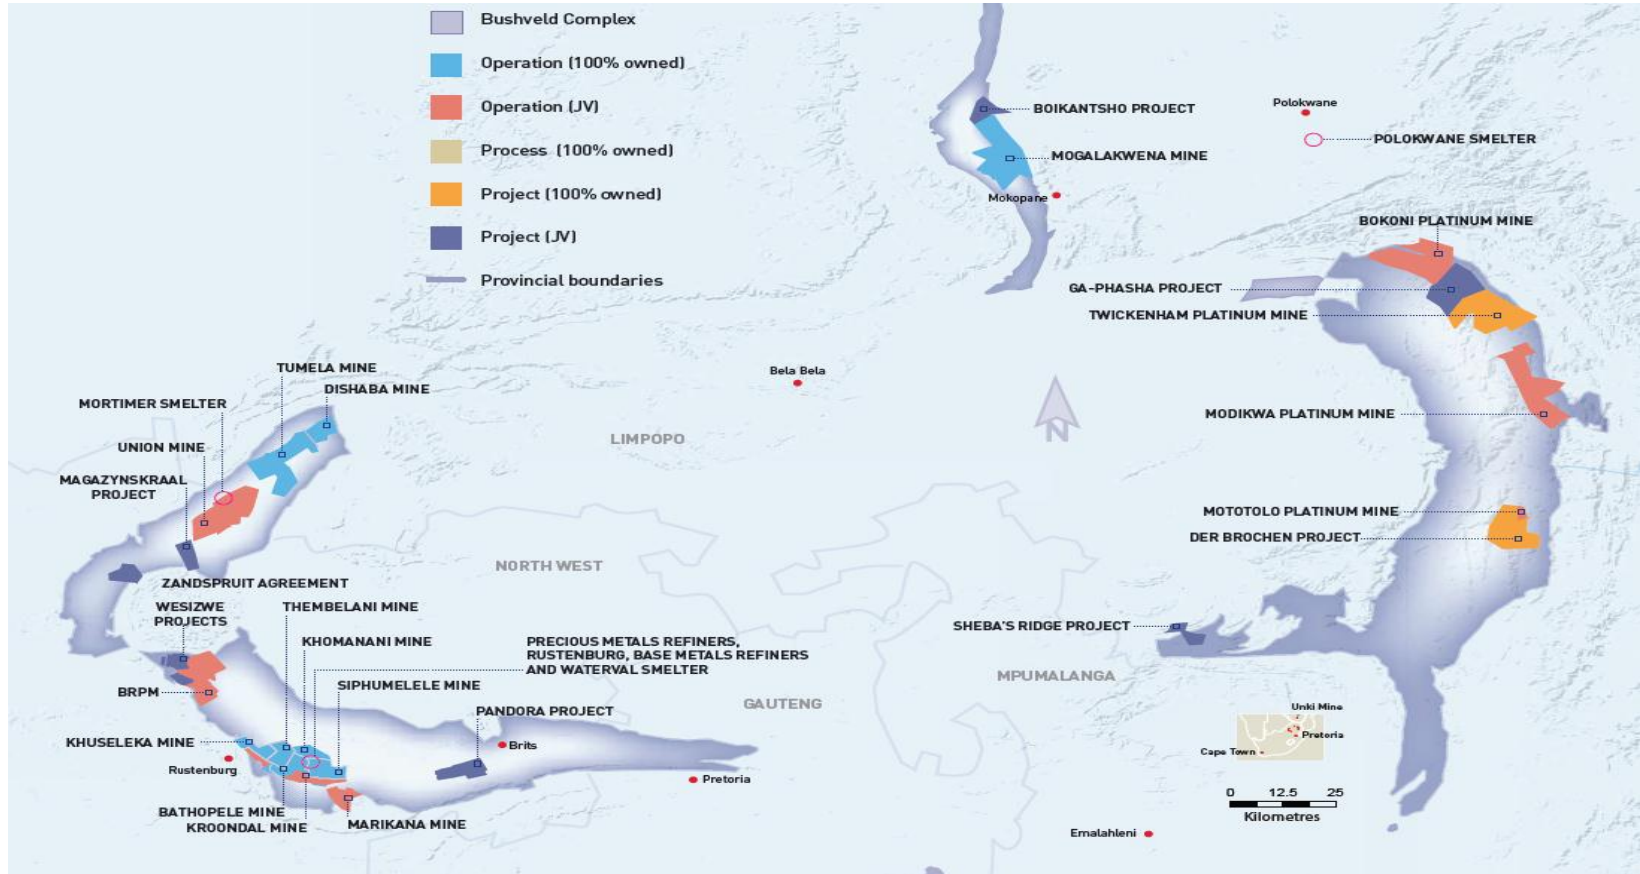 Bushveld Complex
Operation (100% owned)
Operation (JV)
Process (100% owned)
Project (100% owned)
Project (JV)
Provincial boundaries
BOIKANTSHO PROJECT
MOGALAKWENA MINE
Mokopane
Polokwane
POLOKWANE SMELTER
BOKONI PLATINUM MINE
GA-PHASHA PROJECT
TWICKENHAM PLATINUM MINE
MODIKWA PLATINUM MINE
MOTOTOLO PLATINUM MINE
DER BROCHEN PROJECT
SHEBA'S RIDGE PROJECT
TUMELA MINE
DISHABA MINE
MORTIMER SMELTER
UNION MINE
MAGAZYNSKRAAL
PROJECT
Bela Bela
LIMPOPO
N
NORTH WEST
ZANDSPRUIT AGREEMENT
WESIZWE
PROJECTS
THEMBELANI MINE
KHOMANANI MINE
PRECIOUS METALS REFINERS,
RUSTENBURG, BASE METALS REFINERS
AND WATERVAL SMELTER
SIPHUMELELE MINE
BRPM
PANDORA PROJECT
KHUSELEKA MINE
Rustenburg
Brits
Pretoria
BATHOPELE MINE
KROONDAL MINE
MARIKANA MINE
GAUTENG
MPUMALANGA
Unki Mine
Pretoria
Cape Town
0 12.5 25
Kilometres
Emalahleni